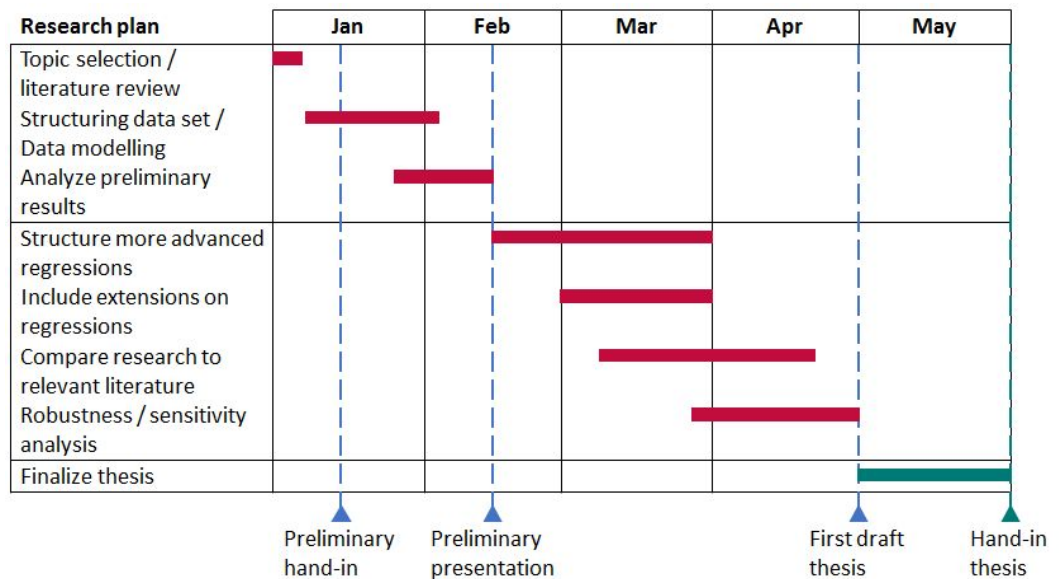 Research plan Jan Feb Mar Apr May
Topic selection /
literature review
Structuring data set /
Data modelling
Analyze preliminary
results
Structure more advanced
regressions
Include extensions on
regressions
Compare research to
relevant literature
Robustness / sensitivity
analysis
Finalize thesis
Preliminary
hand-in
Preliminary
presentation
First draft
thesis
Hand-in
thesis